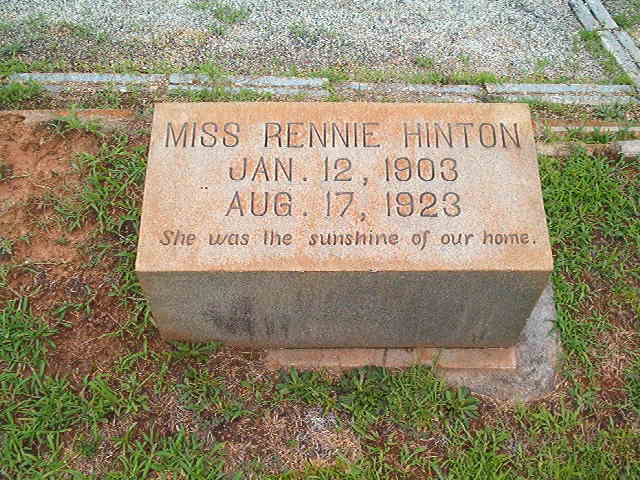 MISS RENNIE HINTON
JAN. 12, 1903
AUG. 17, 1923
She was the sunshine of our home.